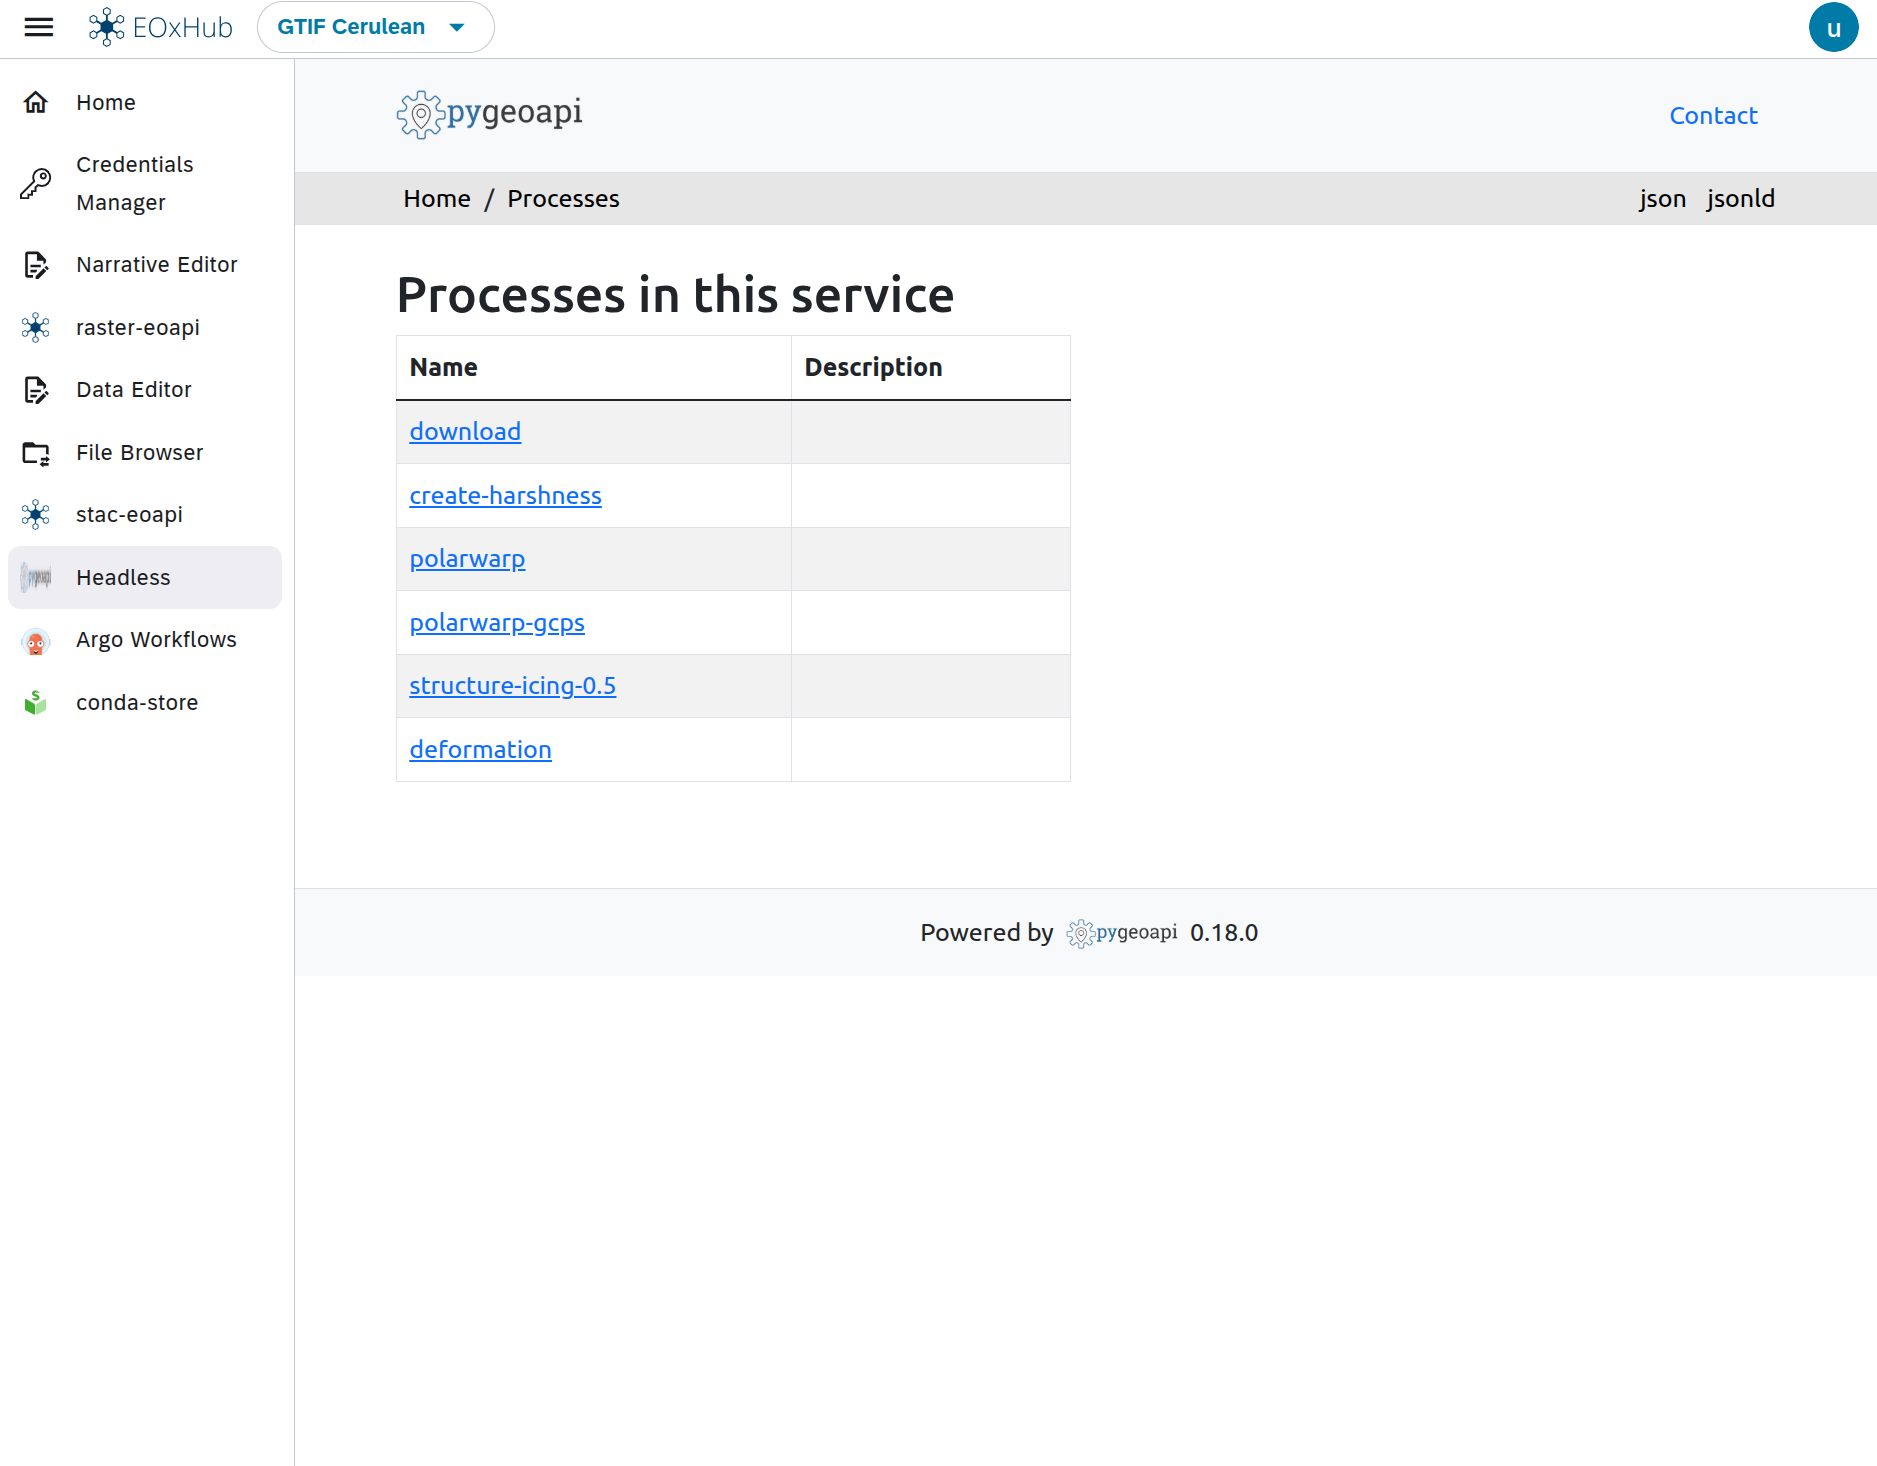 EOxHub
GTIF Cerulean
u
Home
Credentials
Manager
Narrative Editor
raster-eoapi
Data Editor
File Browser
stac-eoapi
Headless
Argo Workflows
conda-store
pygeoapi
Contact
Home / Processes
json jsonld
Processes in this service
Name Description
download
create-harshness
polarwarp
polarwarp-gcps
structure-icing-0.5
deformation
Powered by pygeoapi 0.18.0